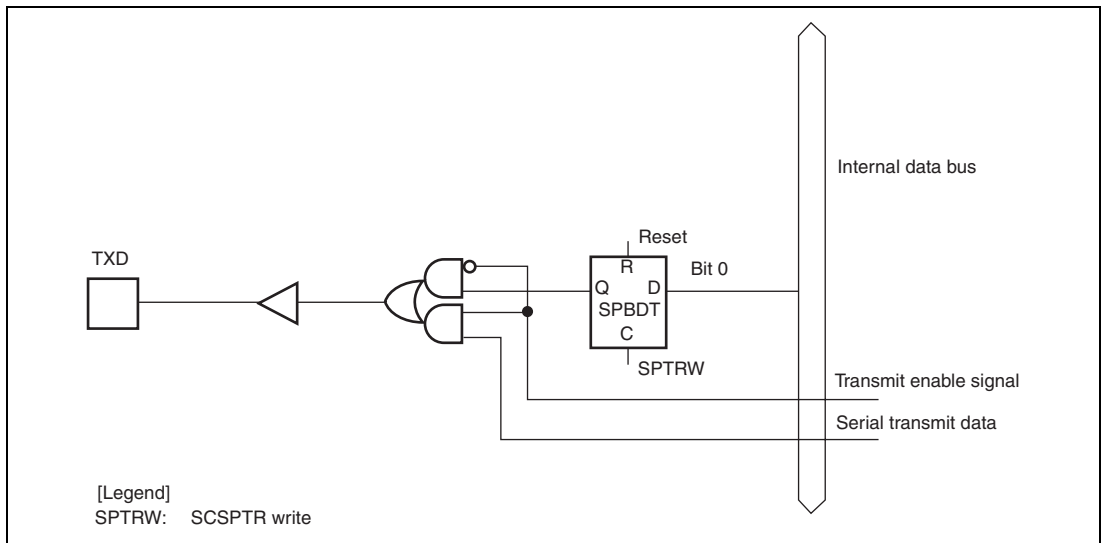 Internal data bus
Reset
TXD
R
Bit 0
Q D
SPBDT
C
SPTRW
Transmit enable signal
Serial transmit data
[Legend]
SPTRW: SCSPTR write